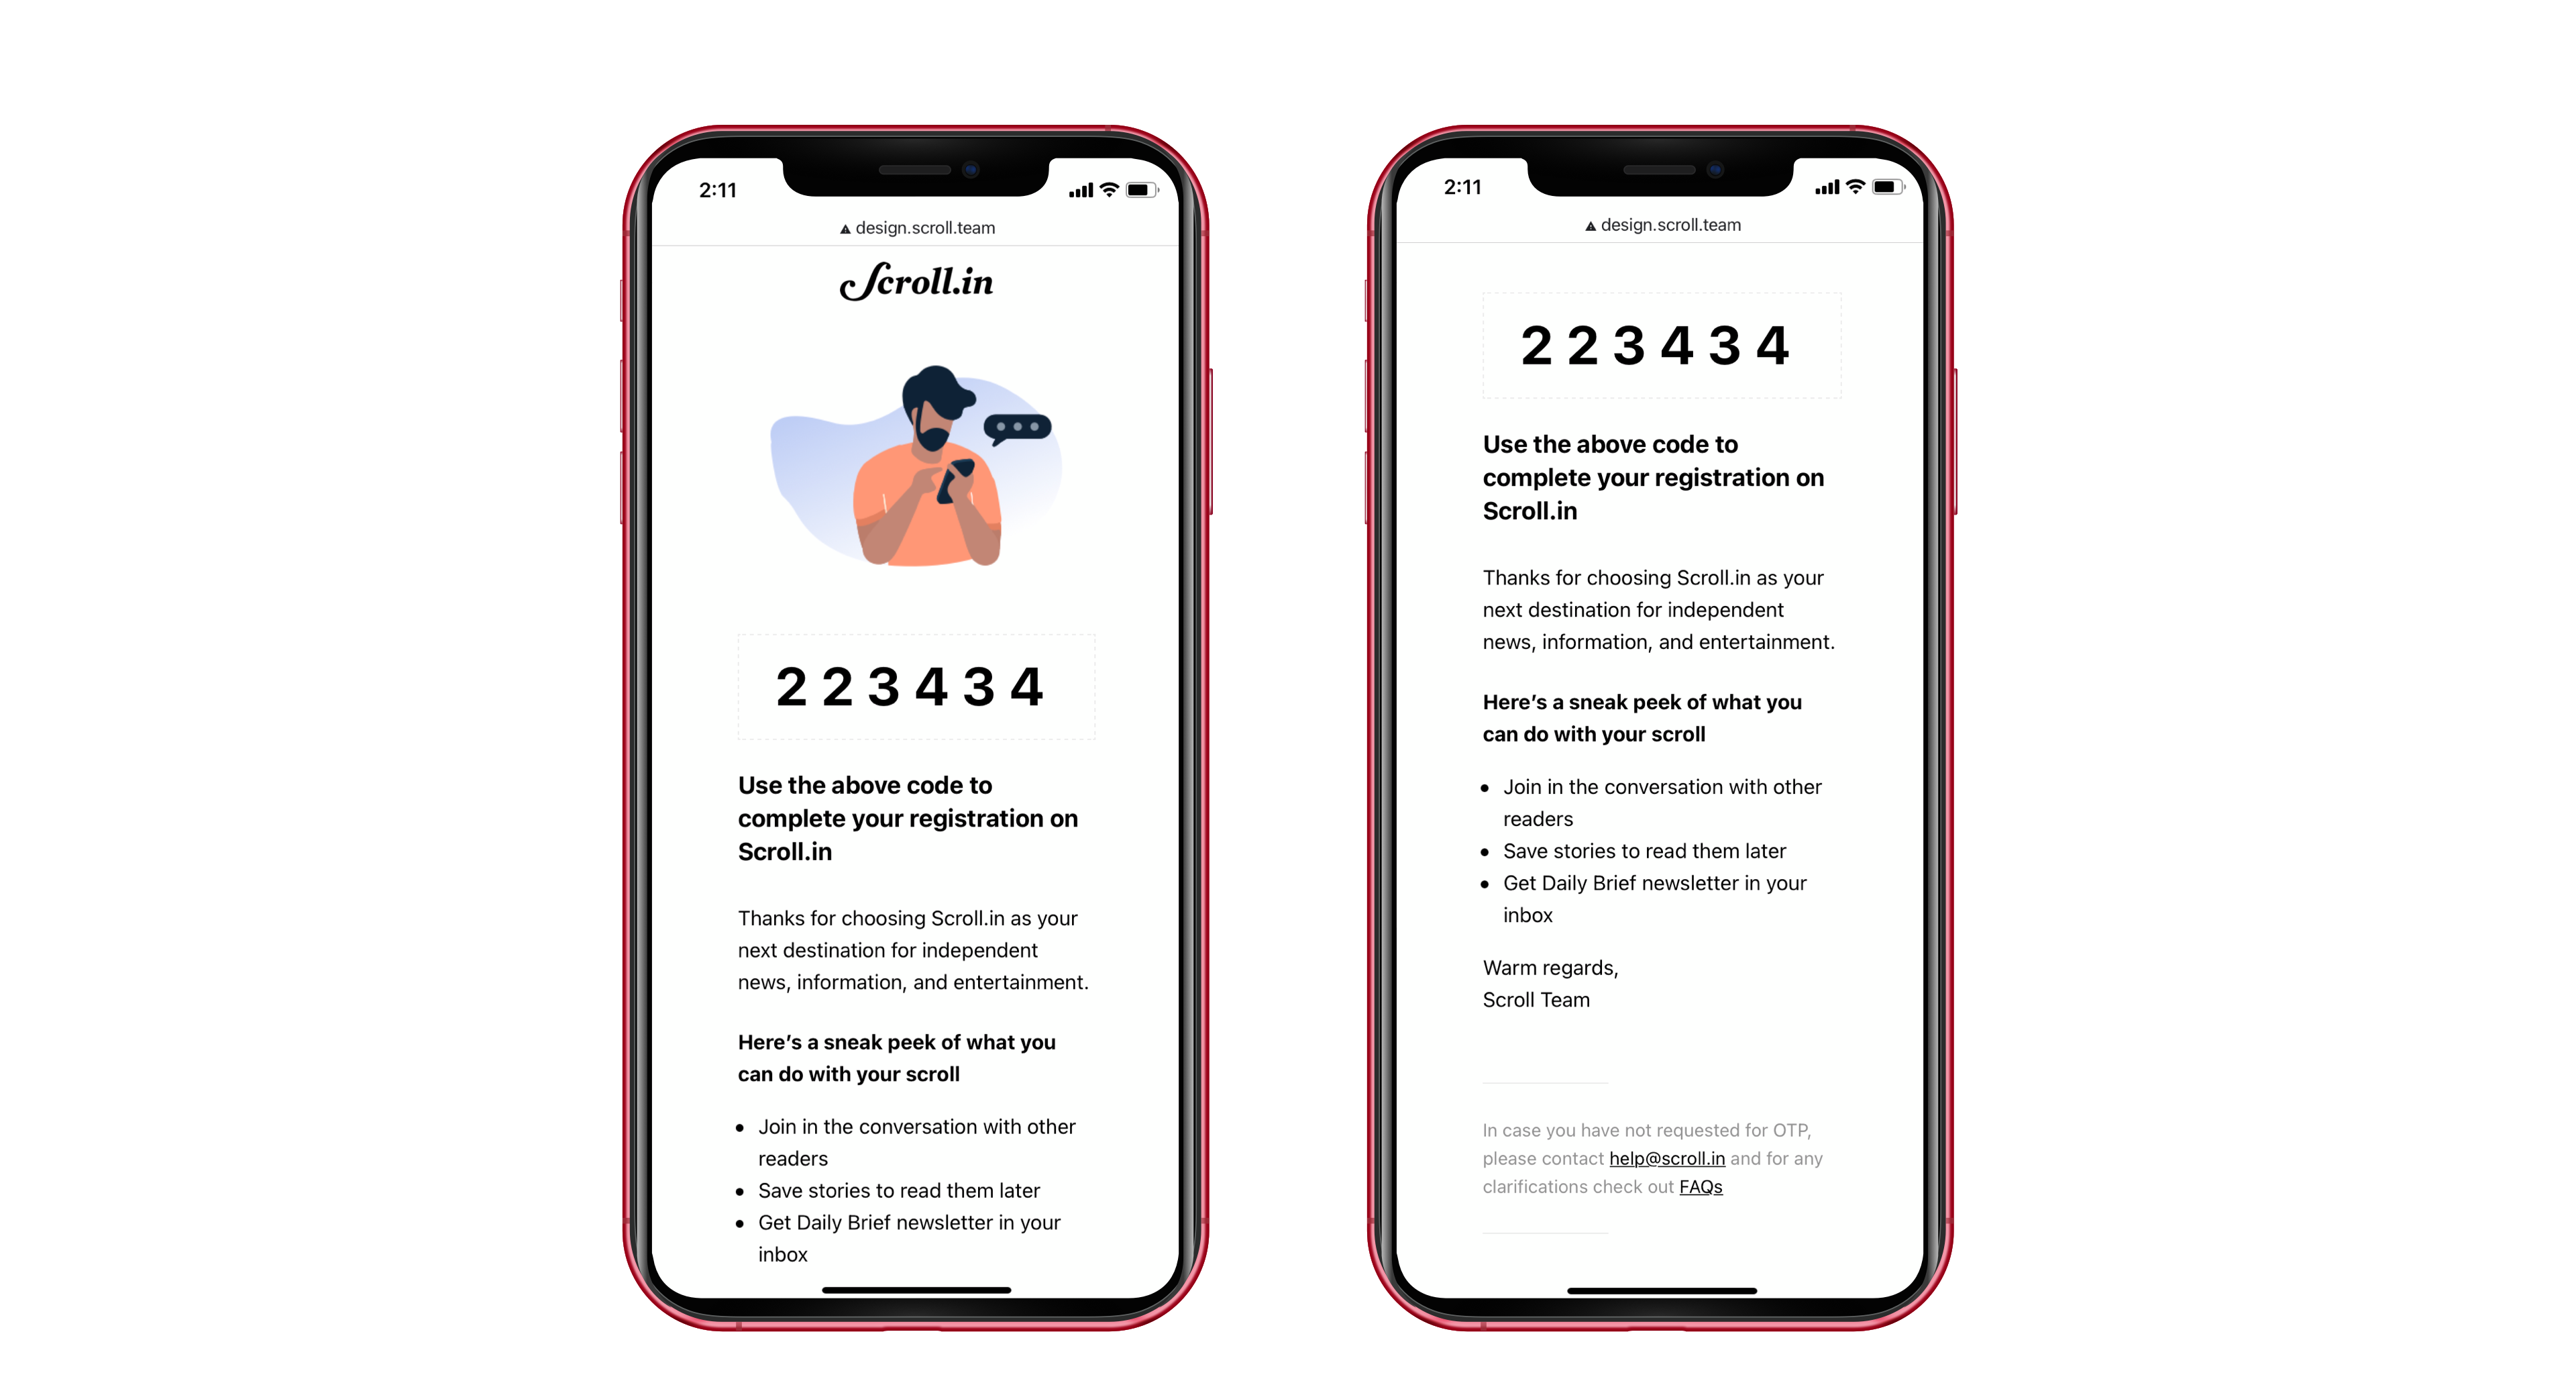 2:11
design.scroll.team
Scroll.in
2 2 3 4 3 4
Use the above code to
complete your registration on
Scroll.in
Thanks for choosing Scroll.in as your
next destination for independent
news, information, and entertainment.
Here’s a sneak peek of what you
can do with your scroll
• Join in the conversation with other
readers
• Save stories to read them later
• Get Daily Brief newsletter in your
inbox
2:11
design.scroll.team
2 2 3 4 3 4
Use the above code to
complete your registration on
Scroll.in
Thanks for choosing Scroll.in as your
next destination for independent
news, information, and entertainment.
Here’s a sneak peek of what you
can do with your scroll
• Join in the conversation with other
readers
• Save stories to read them later
• Get Daily Brief newsletter in your
inbox
Warm regards,
Scroll Team
In case you have not requested for OTP,
please contact help@scroll.in and for any
clarifications check out FAQs